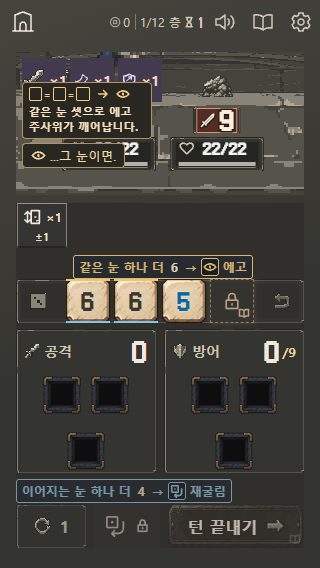 0 | 1/12 층 1
×1 ×1 ×1
= = →
같은 눈 셋으로 에고
주사위가 깨어납니다.
...그 눈이면.
9
22/22
×1
±1
같은 눈 하나 더 6 → 에고
6 6 5
공격 0
방어 0/9
이어지는 눈 하나 더 4 → 재굴림
1
턴 끝내기 →